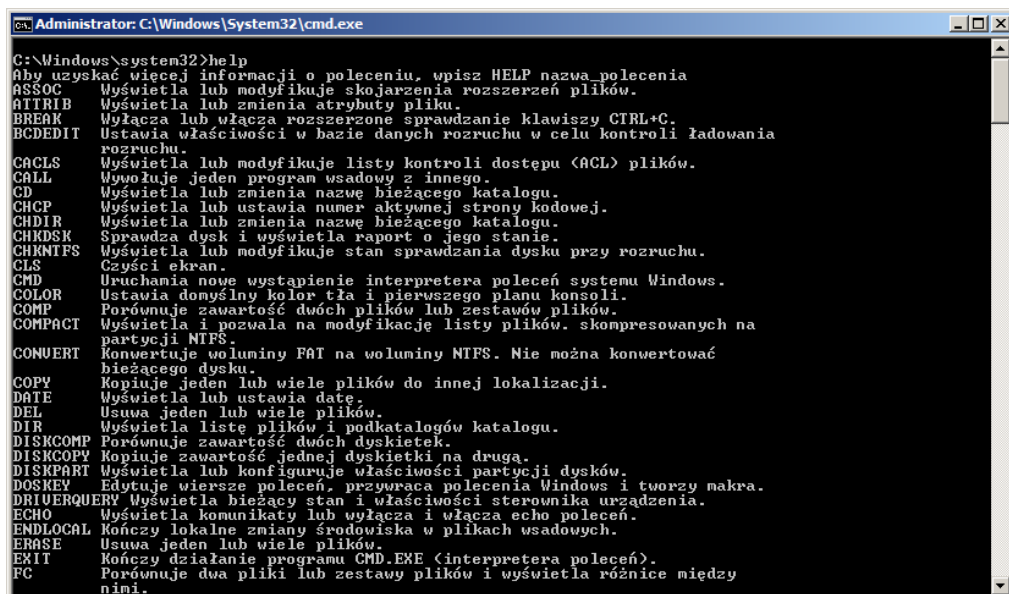 Administrator: C:\Windows\System32\cmd.exe
C:\Windows\system32>help
Aby uzyskać więcej informacji o poleceniu, wpisz HELP nazwa_polecenia
ASSOC Wyświetla lub modyfikuje skojarzenia rozszerzeń plików.
ATTRIB Wyświetla lub zmienia atrybuty pliku.
BREAK Wyłącza lub włącza rozszerzone sprawdzanie klawiszy CTRL+C.
BCDEDIT Ustawia właściwości w bazie danych rozruchu w celu kontroli ładowania
rozruchu.
CACLS Wyświetla lub modyfikuje listy kontroli dostępu (ACL) plików.
CALL Wywołuje jeden program wsadowy z innego.
CD Wyświetla lub zmienia nazwę bieżącego katalogu.
CHCP Wyświetla lub ustawia numer aktywnej strony kodowej.
CHDIR Wyświetla lub zmienia nazwę bieżącego katalogu.
CHKDSK Sprawdza dysk i wyświetla raport o jego stanie.
CHKNTFS Wyświetla lub modyfikuje stan sprawdzania dysku przy rozruchu.
CLS Czyści ekran.
CMD Uruchamia nowe wystąpienie interpretera poleceń systemu Windows.
COLOR Ustawia domyślny kolor tła i pierwszego planu konsoli.
COMP Porównuje zawartość dwóch plików lub zestawów plików.
COMPACT Wyświetla i pozwala na modyfikację listy plików. skompresowanych na
partycji NTFS.
CONVERT Konwertuje woluminy FAT na woluminy NTFS. Nie można konwertować
bieżącego dysku.
COPY Kopiuje jeden lub wiele plików do innej lokalizacji.
DATE Wyświetla lub ustawia datę.
DEL Usuwa jeden lub wiele plików.
DIR Wyświetla listę plików i podkatalogów katalogu.
DISKCOMP Porównuje zawartość dwóch dyskietek.
DISKCOPY Kopiuje zawartość jednej dyskietki na drugą.
DISKPART Wyświetla lub konfiguruje właściwości partycji dysków.
DOSKEY Edytuje wiersze poleceń, przywraca polecenia Windows i tworzy makra.
DRIVERQUERY Wyświetla bieżący stan i właściwości sterownika urządzenia.
ECHO Wyświetla komunikaty lub wyłącza i włącza echo poleceń.
ENDLOCAL Kończy lokalne zmiany środowiska w plikach wsadowych.
ERASE Usuwa jeden lub wiele plików.
EXIT Kończy działanie programu CMD.EXE (interpretera poleceń).
FC Porównuje dwa pliki lub zestawy plików i wyświetla różnice między
nimi.